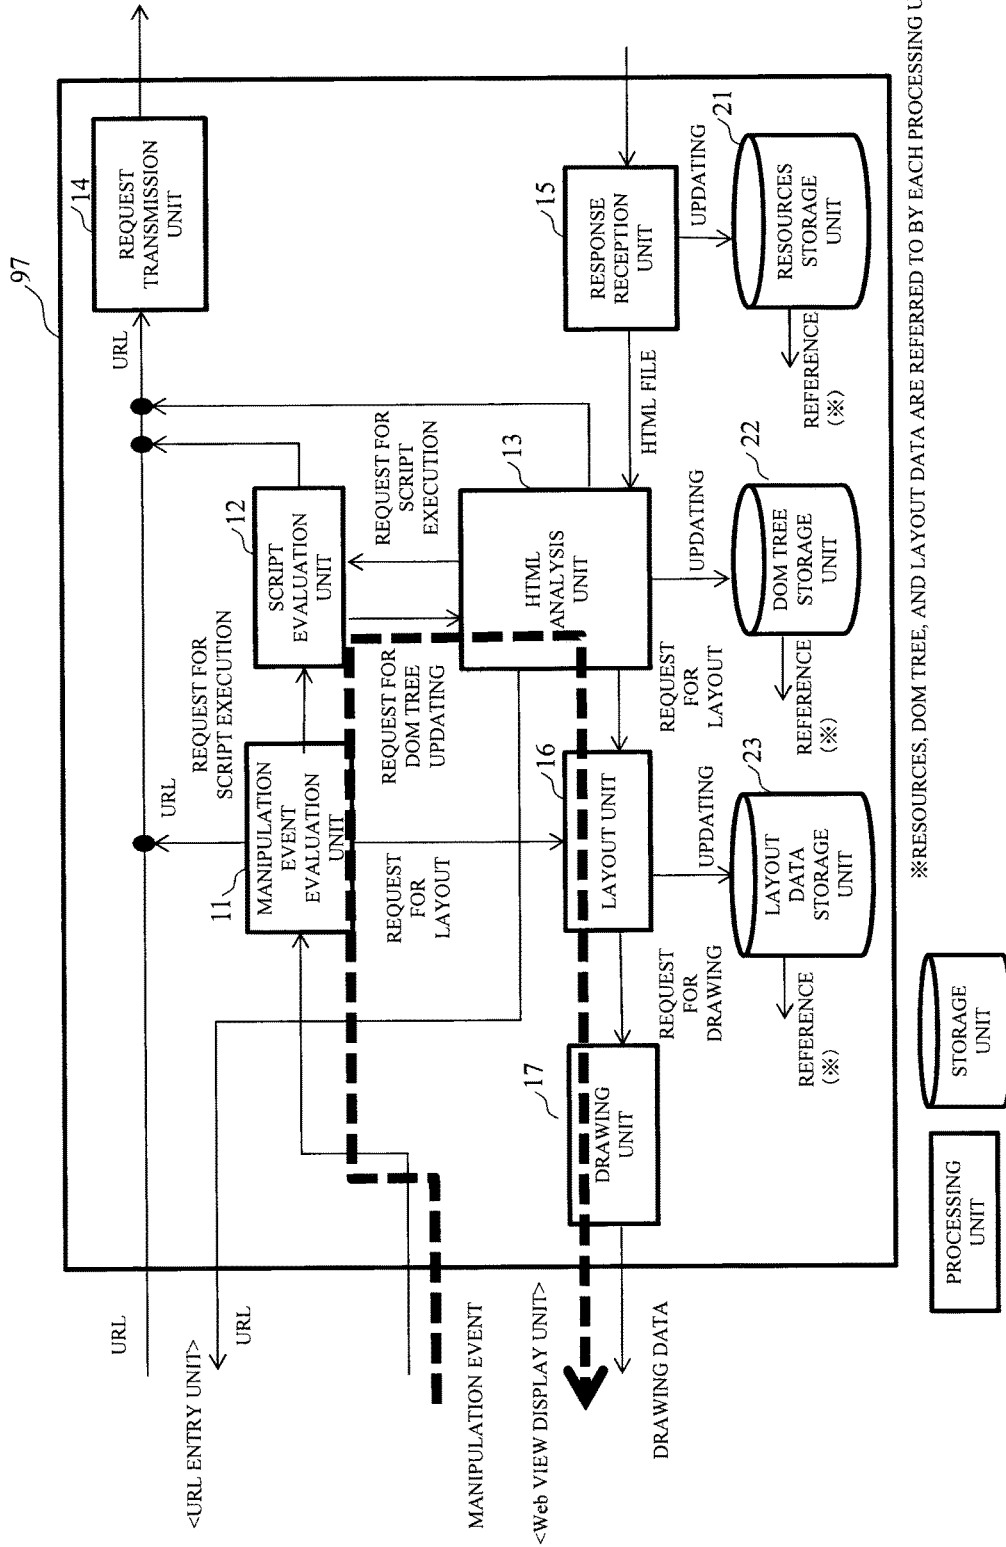 97
14
REQUEST
TRANSMISSION
UNIT
URL
12
SCRIPT
EVALUATION
UNIT
REQUEST FOR
SCRIPT EXECUTION
URL
11
MANIPULATION
EVENT
EVALUATION
UNIT
URL
<URL ENTRY UNIT>
URL
REQUEST FOR
SCRIPT
EXECUTION
REQUEST FOR
DOM TREE
UPDATING
REQUEST
FOR
LAYOUT
MANIPULATION EVENT
15
RESPONSE
RECEPTION
UNIT
HTML FILE
13
HTML
ANALYSIS
UNIT
REQUEST
FOR
LAYOUT
16
LAYOUT UNIT
REQUEST
FOR
DRAWING
17
DRAWING
UNIT
<Web VIEW DISPLAY UNIT>
DRAWING DATA
UPDATING
21
RESOURCES
STORAGE
UNIT
REFERENCE
(※)
UPDATING
22
DOM TREE
STORAGE
UNIT
REFERENCE
(※)
UPDATING
23
LAYOUT
DATA
STORAGE
UNIT
REFERENCE
(※)
※RESOURCES, DOM TREE, AND LAYOUT DATA ARE REFERRED TO BY EACH PROCESSING U
STORAGE
UNIT
PROCESSING
UNIT